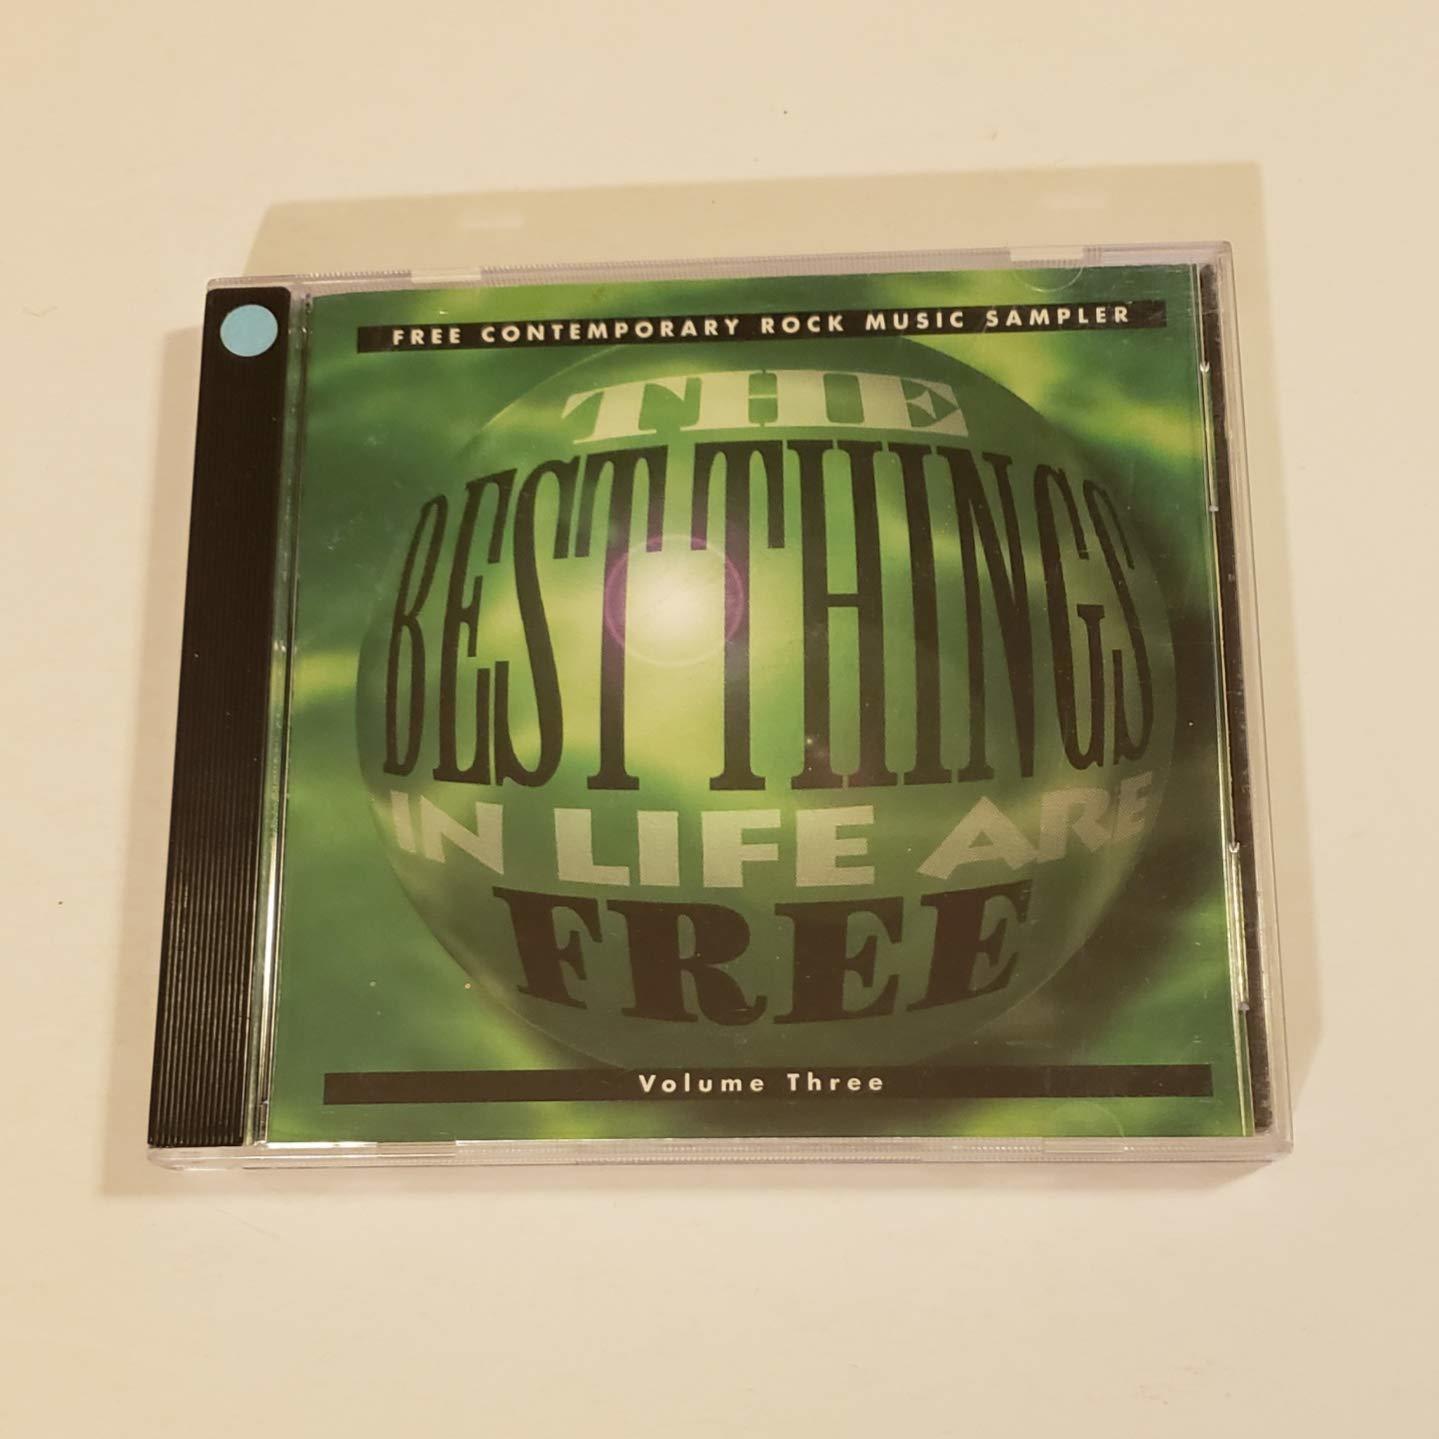 FREE CONTEMPORARY ROCK MUSIC SAMPLER
THE
BEST THINGS
IN LIFE ARE
FREE
Volume Three